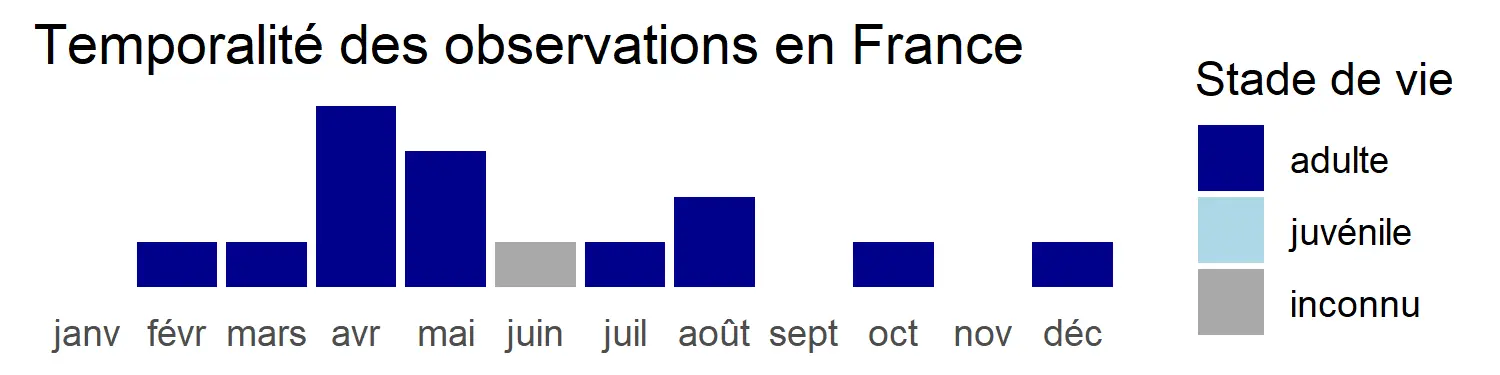 Temporalité des observations en France
Stade de vie
adulte
juvénile
inconnu
janv févr mars avr mai juin juil août sept oct nov déc